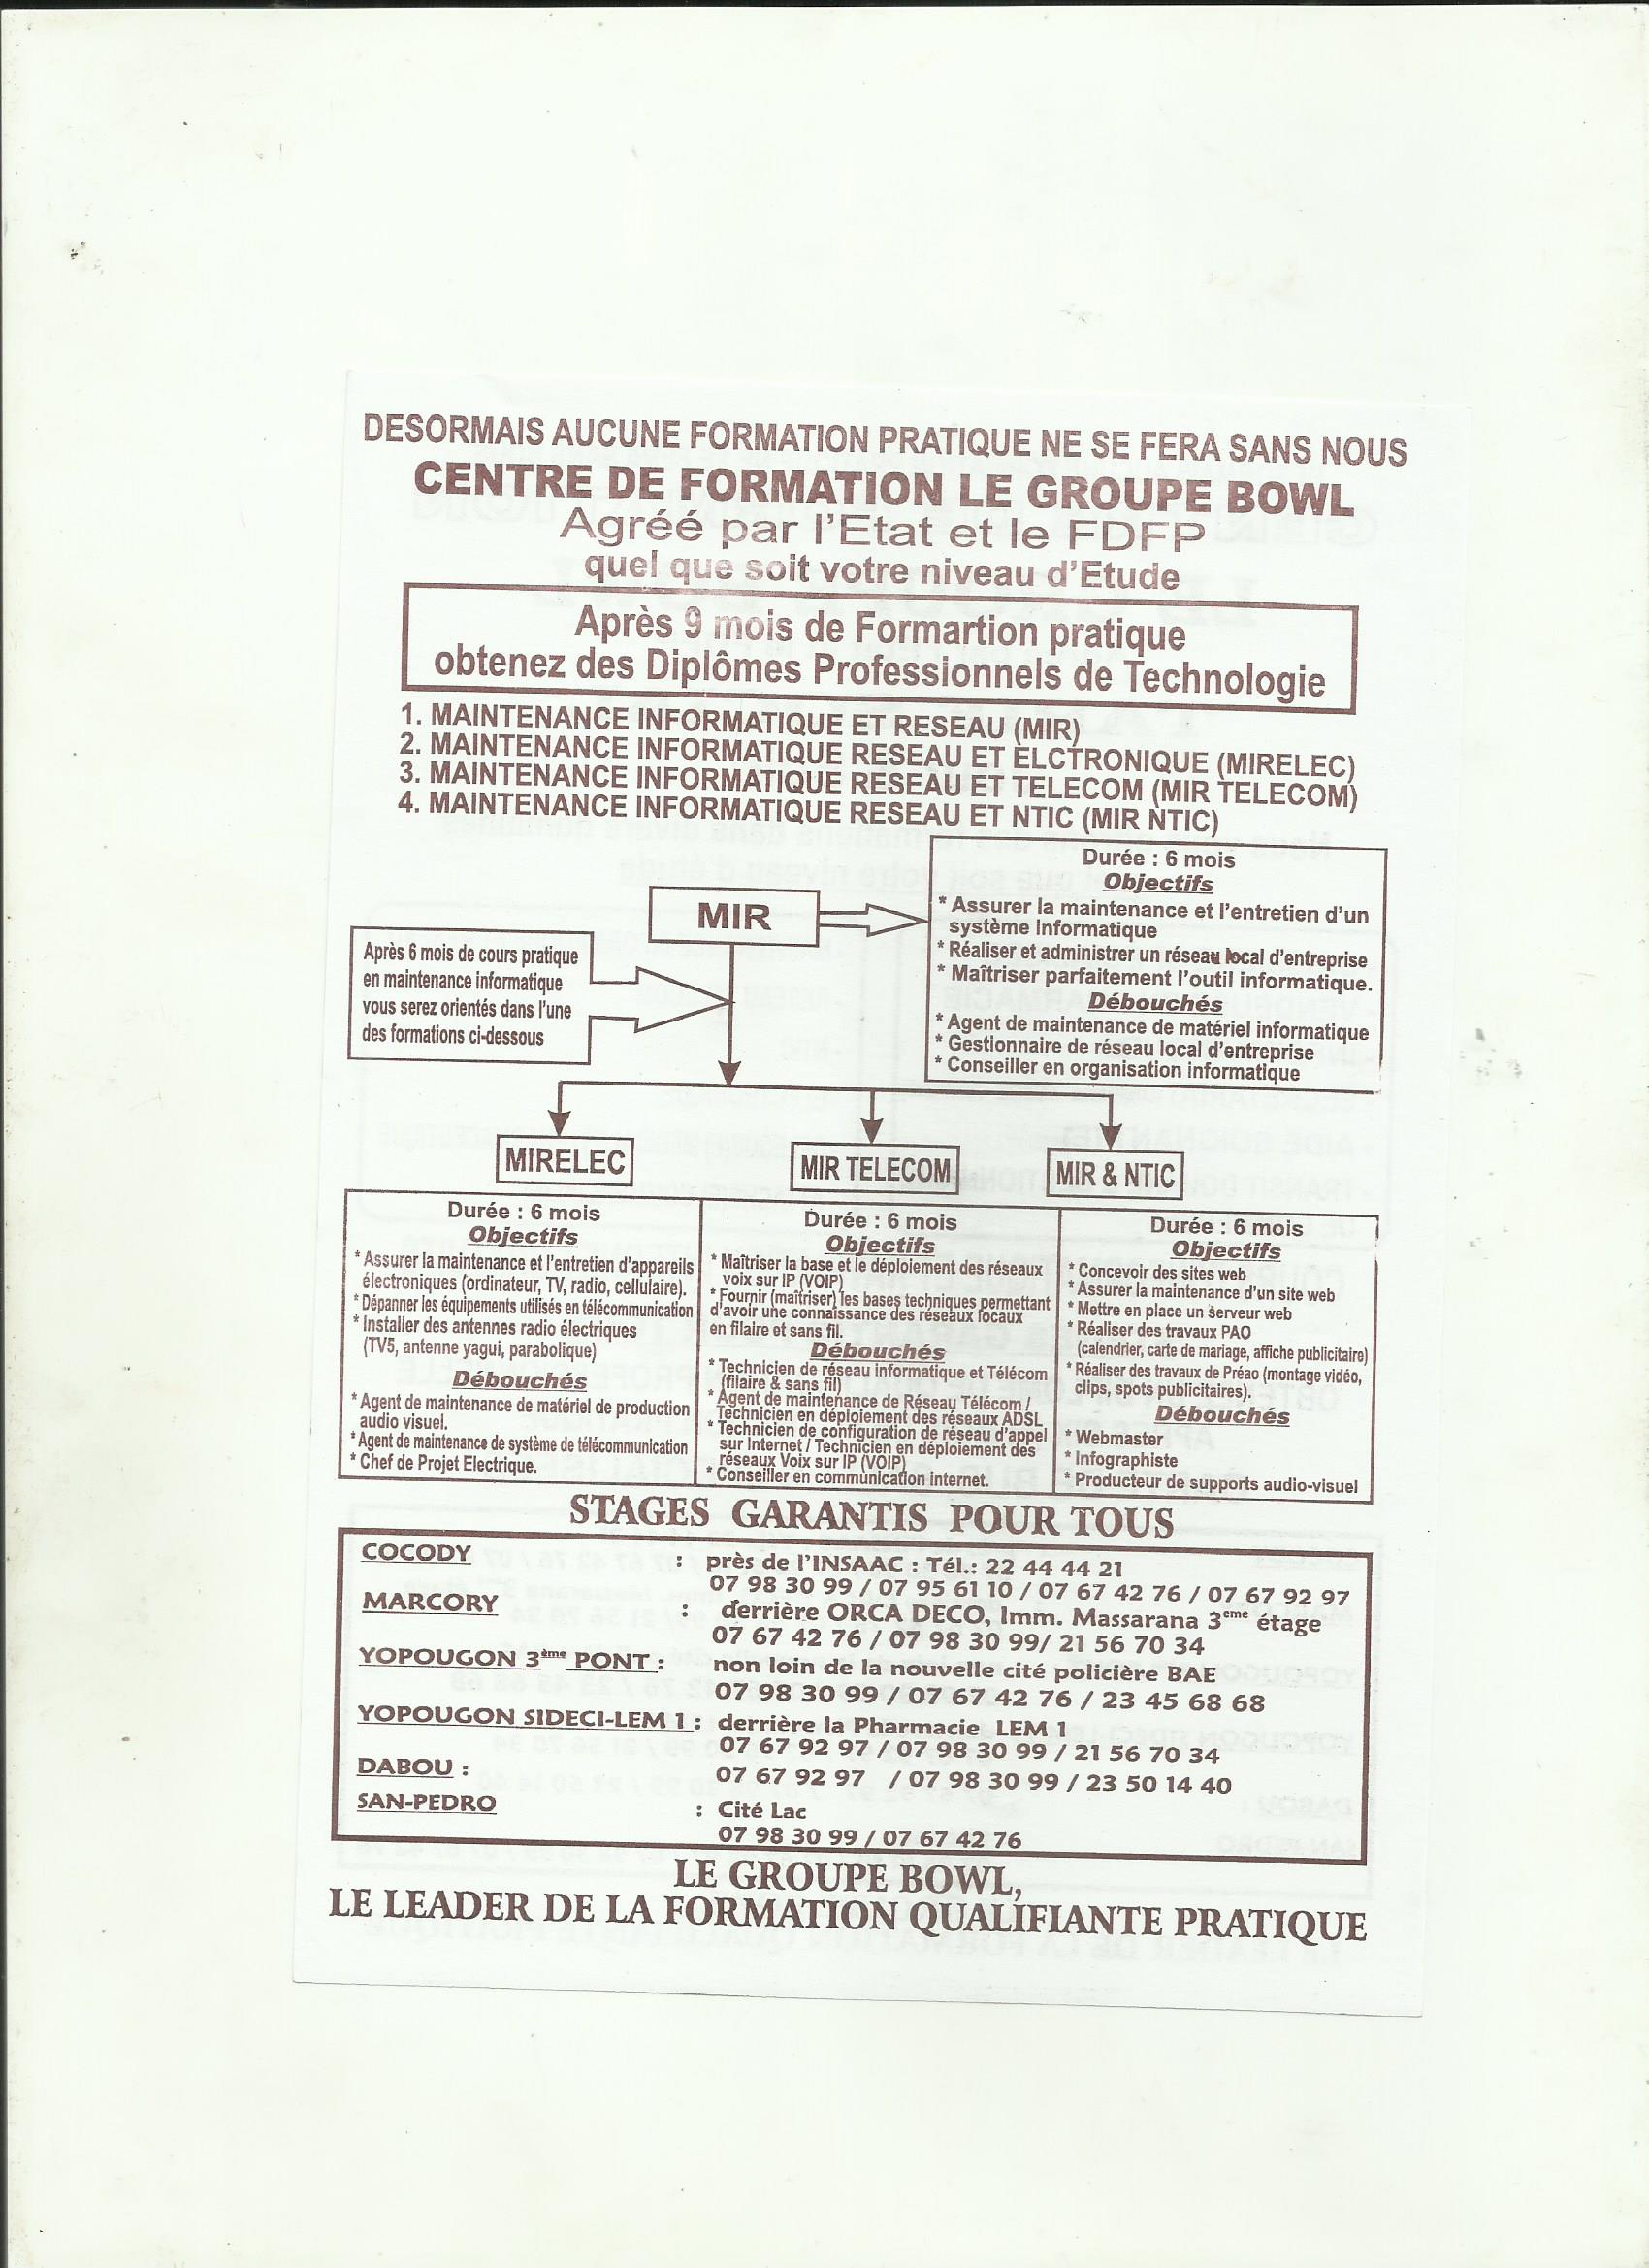 DESORMAIS AUCUNE FORMATION PRATIQUE NE SE FERA SANS NOUS
CENTRE DE FORMATION LE GROUPE BOWL
Agréé par l'Etat et le FDFP
quel que soit votre niveau d'Etude
Après 9 mois de Formartion pratique
obtenez des Diplômes Professionnels de Technologie
1. MAINTENANCE INFORMATIQUE ET RESEAU (MIR)
2. MAINTENANCE INFORMATIQUE RESEAU ET ELCTRONIQUE (MIRELEC)
3. MAINTENANCE INFORMATIQUE RESEAU ET TELECOM (MIR TELECOM)
4. MAINTENANCE INFORMATIQUE RESEAU ET NTIC (MIR NTIC)
MIR
Durée : 6 mois
Objectifs
* Assurer la maintenance et l'entretien d'un
système informatique
* Réaliser et administrer un réseau local d'entreprise
* Maîtriser parfaitement l'outil informatique.
Débouchés
* Agent de maintenance de matériel informatique
* Gestionnaire de réseau local d'entreprise
* Conseiller en organisation informatique
Après 6 mois de cours pratique
en maintenance informatique
vous serez orientés dans l'une
des formations ci-dessous
MIRELEC
MIR TELECOM
MIR & NTIC
Durée : 6 mois
Objectifs
* Assurer la maintenance et l'entretien d'appareils
électroniques (ordinateur, TV, radio, cellulaire).
* Dépanner les équipements utilisés en télécommunication
* Installer des antennes radio électriques
(TV5, antenne yagui, parabolique)
Débouchés
* Agent de maintenance de matériel de production
audio visuel.
* Agent de maintenance de système de télécommunication
* Chef de Projet Electrique.
Durée : 6 mois
Objectifs
* Maîtriser la base et le déploiement des réseaux
voix sur IP (VOIP)
* Fournir (maîtriser) les bases techniques permettant
d'avoir une connaissance des réseaux locaux
en filaire et sans fil.
Débouchés
* Technicien de réseau informatique et Télécom
(filaire & sans fil)
* Agent de maintenance de Réseau Télécom /
Technicien en déploiement des réseaux ADSL
* Technicien de configuration de réseau d'appel
sur Internet / Technicien en déploiement des
réseaux Voix sur IP (VOIP)
* Conseiller en communication internet.
Durée : 6 mois
Objectifs
* Concevoir des sites web
* Assurer la maintenance d'un site web
* Mettre en place un serveur web
* Réaliser des travaux PAO
(calendrier, carte de mariage, affiche publicitaire)
* Réaliser des travaux de Préao (montage vidéo,
clips, spots publicitaires).
Débouchés
* Webmaster
* Infographiste
* Producteur de supports audio-visuel
STAGES GARANTIS POUR TOUS
COCODY : près de l'INSAAC : Tél.: 22 44 44 21
07 98 30 99 / 07 95 61 10 / 07 67 42 76 / 07 67 92 97
MARCORY : derrière ORCA DECO, Imm. Massarana 3eme étage
07 67 42 76 / 07 98 30 99/ 21 56 70 34
YOPOUGON 3ème PONT : non loin de la nouvelle cité policière BAE
07 98 30 99 / 07 67 42 76 / 23 45 68 68
YOPOUGON SIDECI-LEM 1 : derrière la Pharmacie LEM 1
07 67 92 97 / 07 98 30 99 / 21 56 70 34
DABOU : 07 67 92 97 / 07 98 30 99 / 23 50 14 40
SAN-PEDRO : Cité Lac
07 98 30 99 / 07 67 42 76
LE GROUPE BOWL,
LE LEADER DE LA FORMATION QUALIFIANTE PRATIQUE